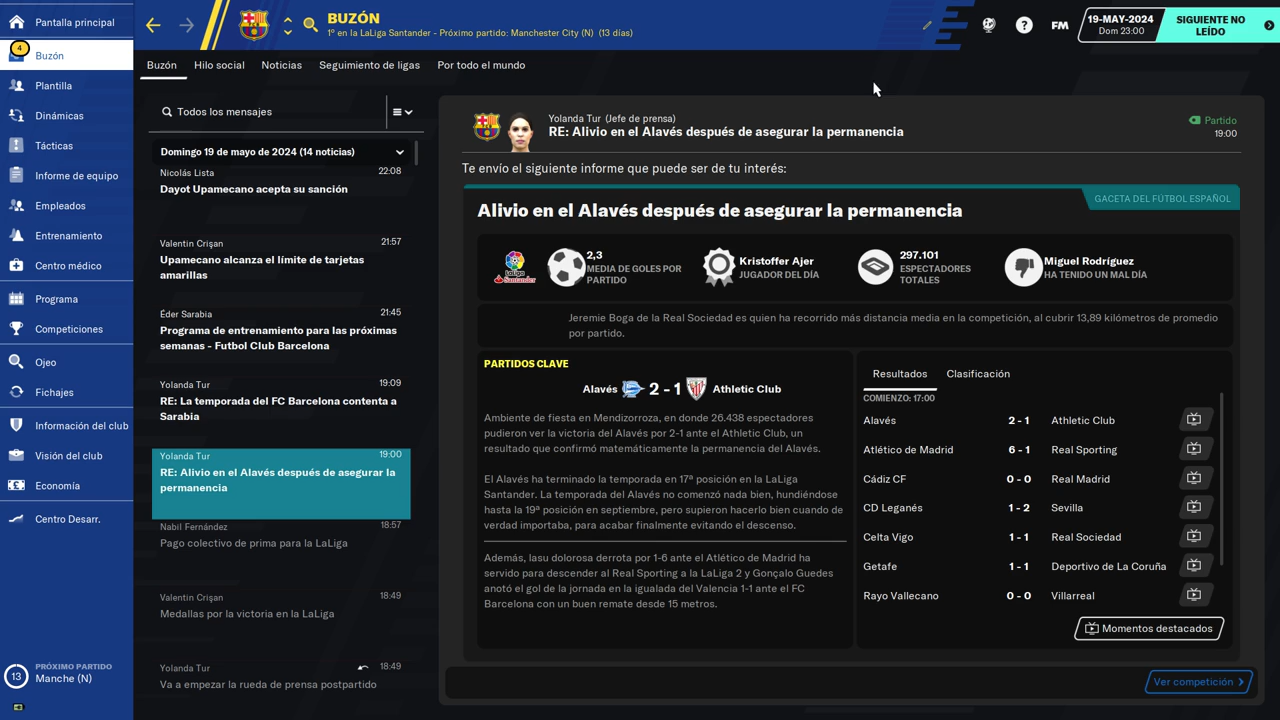 Pantalla principal
4
Buzón
Plantilla
Dinámicas
Tácticas
Informe de equipo
Empleados
Entrenamiento
Centro médico
Programa
Competiciones
Ojeo
Fichajes
Información del club
Visión del club
Economía
Centro Desarr.
PRÓXIMO PARTIDO
13
Manche (N)
BUZÓN
1º en la LaLiga Santander - Próximo partido: Manchester City (N) (13 días)
?
FM
19-MAY-2024
Dom 23:00
SIGUIENTE NO
LEÍDO
Buzón
Hilo social
Noticias
Seguimiento de ligas
Por todo el mundo
Todos los mensajes
Domingo 19 de mayo de 2024 (14 noticias)
Nicolás Lista 22:08
Dayot Upamecano acepta su sanción
Valentin Crișan 21:57
Upamecano alcanza el límite de tarjetas
amarillas
Éder Sarabia 21:45
Programa de entrenamiento para las próximas
semanas - Futbol Club Barcelona
Yolanda Tur 19:09
RE: La temporada del FC Barcelona contenta a
Sarabia
Yolanda Tur 19:00
RE: Alivio en el Alavés después de asegurar la
permanencia
Nabil Fernández 18:57
Pago colectivo de prima para la LaLiga
Valentin Crișan 18:49
Medallas por la victoria en la LaLiga
Yolanda Tur 18:49
Va a empezar la rueda de prensa postpartido
Yolanda Tur (Jefe de prensa)
RE: Alivio en el Alavés después de asegurar la permanencia
Partido
19:00
Te envío el siguiente informe que puede ser de tu interés:
GACETA DEL FÚTBOL ESPAÑOL
Alivio en el Alavés después de asegurar la permanencia
LaLiga
Santander
2,3
MEDIA DE GOLES POR
PARTIDO
Kristoffer Ajer
JUGADOR DEL DÍA
297.101
ESPECTADORES
TOTALES
Miguel Rodríguez
HA TENIDO UN MAL DÍA
Jeremie Boga de la Real Sociedad es quien ha recorrido más distancia media en la competición, al cubrir 13,89 kilómetros de promedio
por partido.
PARTIDOS CLAVE
Alavés 2 - 1 Athletic Club
Ambiente de fiesta en Mendizorroza, en donde 26.438 espectadores
pudieron ver la victoria del Alavés por 2-1 ante el Athletic Club, un
resultado que confirmó matemáticamente la permanencia del Alavés.
El Alavés ha terminado la temporada en 17ª posición en la LaLiga
Santander. La temporada del Alavés no comenzó nada bien, hundiéndose
hasta la 19ª posición en septiembre, pero supieron hacerlo bien cuando de
verdad importaba, para acabar finalmente evitando el descenso.
Además, lasu dolorosa derrota por 1-6 ante el Atlético de Madrid ha
servido para descender al Real Sporting a la LaLiga 2 y Gonçalo Guedes
anotó el gol de la jornada en la igualada del Valencia 1-1 ante el FC
Barcelona con un buen remate desde 15 metros.
Resultados
Clasificación
COMIENZO: 17:00
Alavés 2 - 1 Athletic Club
Atlético de Madrid 6 - 1 Real Sporting
Cádiz CF 0 - 0 Real Madrid
CD Leganés 1 - 2 Sevilla
Celta Vigo 1 - 1 Real Sociedad
Getafe 1 - 1 Deportivo de La Coruña
Rayo Vallecano 0 - 0 Villarreal
Momentos destacados
Ver competición